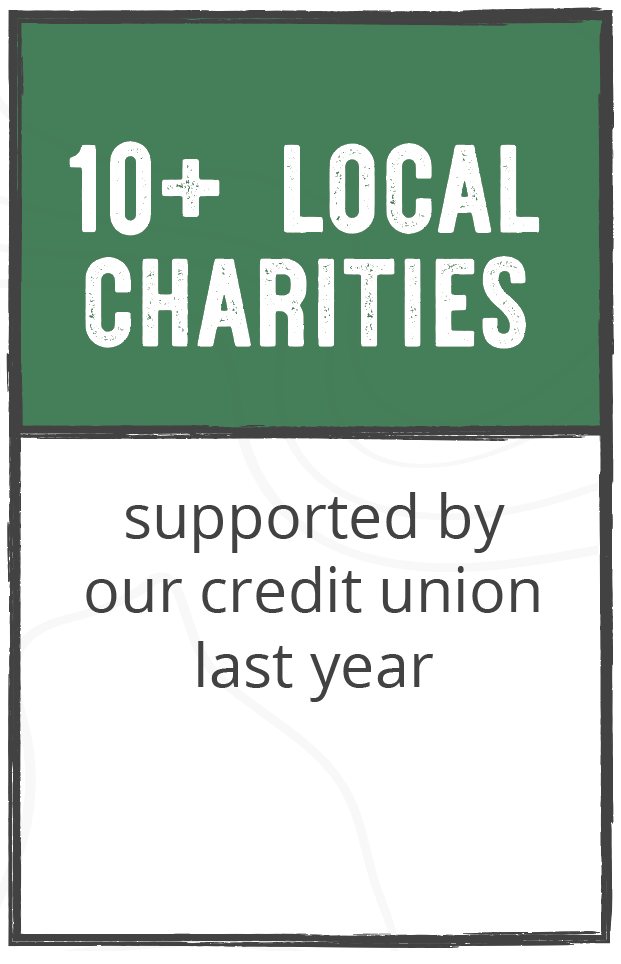 10+ LOCAL
CHARITIES
supported by
our credit union
last year